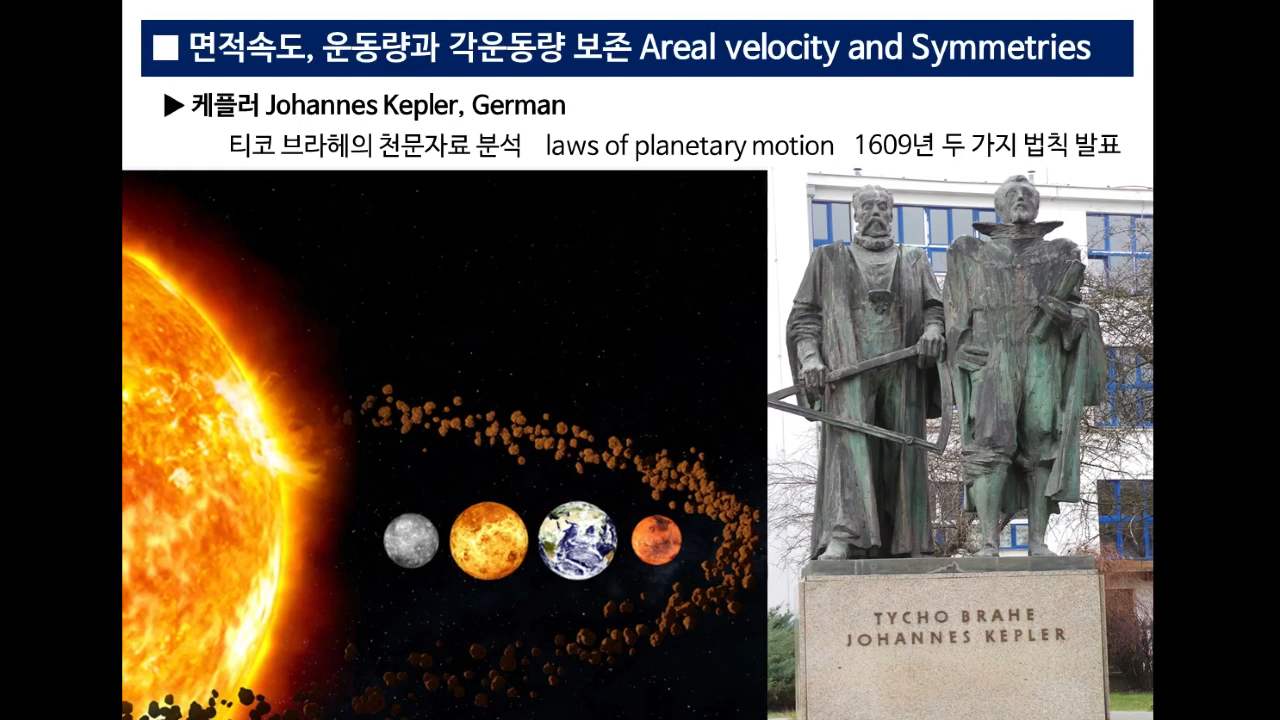 ■ 면적속도, 운동량과 각운동량 보존 Areal velocity and Symmetries
▶ 케플러 Johannes Kepler, German
티코 브라헤의 천문자료 분석 laws of planetary motion 1609년 두 가지 법칙 발표
TYCHO BRAHE
JOHANNES KEPLER